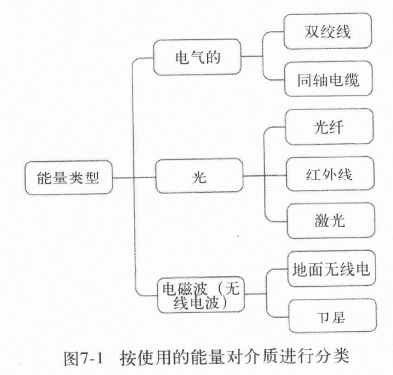 双绞线
电气的
同轴电缆
光纤
能量类型
光
红外线
激光
电磁波（无
线电波）
地面无线电
卫星
图7-1 按使用的能量对介质进行分类